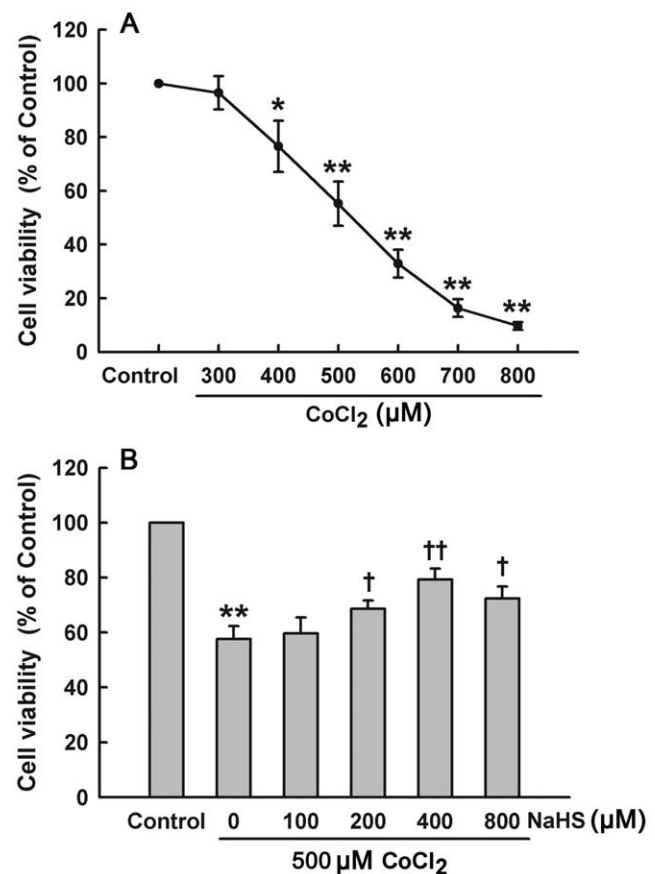 A
Cell viability (% of Control)
120
100
80
60
40
20
0
*
**
**
**
**
Control 300 400 500 600 700 800
CoCl2 (µM)
B
Cell viability (% of Control)
120
100
80
60
40
20
0
**
†
††
†
Control 0 100 200 400 800 NaHS (µM)
500 µM CoCl2